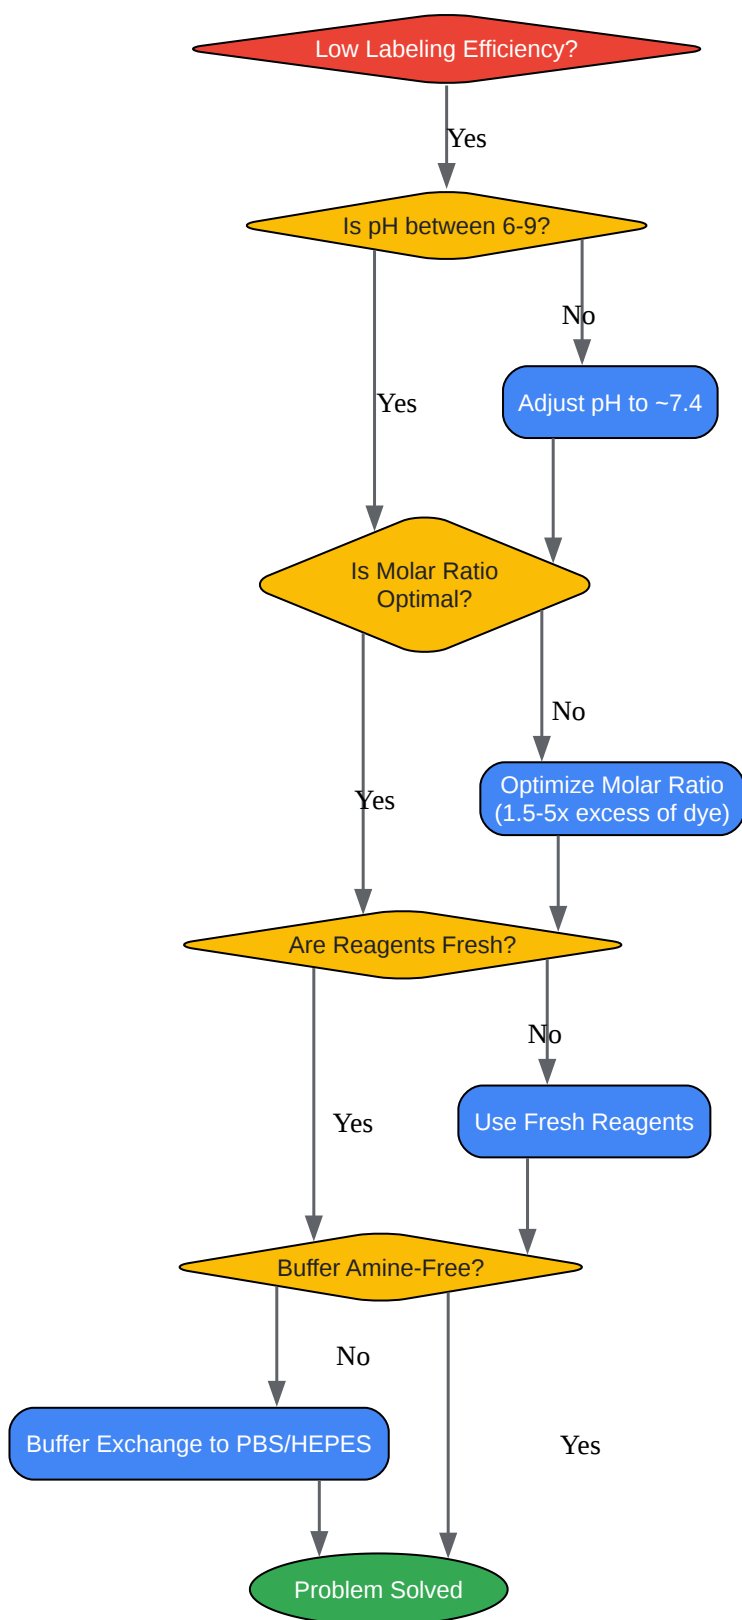 Low Labeling Efficiency?
Yes
Is pH between 6-9?
No
Yes
Adjust pH to ~7.4
Is Molar Ratio
Optimal?
No
Yes
Optimize Molar Ratio
(1.5-5x excess of dye)
Are Reagents Fresh?
No
Yes
Use Fresh Reagents
Buffer Amine-Free?
No
Yes
Buffer Exchange to PBS/HEPES
Problem Solved